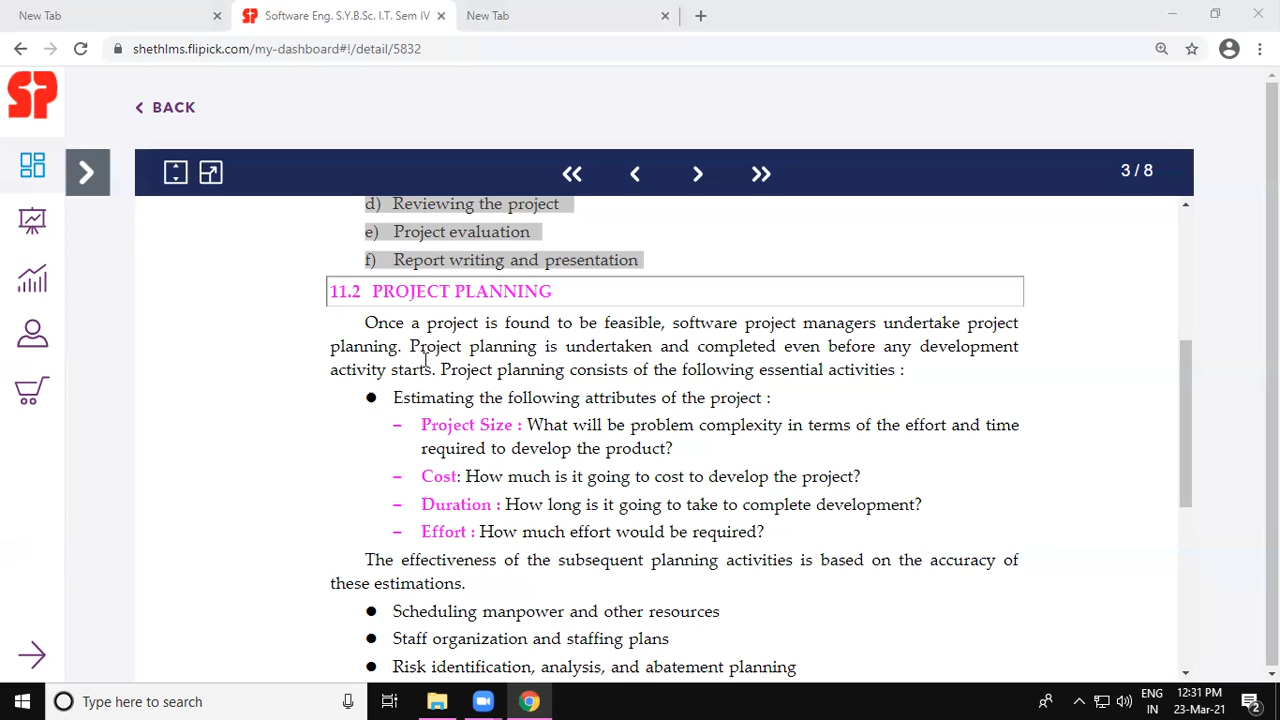 New Tab
Software Eng. S.Y.B.Sc. I.T. Sem IV
New Tab
shethlms.flipick.com/my-dashboard#!/detail/5832
SP
BACK
3 / 8
d) Reviewing the project
e) Project evaluation
f) Report writing and presentation
11.2 PROJECT PLANNING
Once a project is found to be feasible, software project managers undertake project
planning. Project planning is undertaken and completed even before any development
activity starts. Project planning consists of the following essential activities :
● Estimating the following attributes of the project :
– Project Size : What will be problem complexity in terms of the effort and time
required to develop the product?
– Cost: How much is it going to cost to develop the project?
– Duration : How long is it going to take to complete development?
– Effort : How much effort would be required?
The effectiveness of the subsequent planning activities is based on the accuracy of
these estimations.
● Scheduling manpower and other resources
● Staff organization and staffing plans
● Risk identification, analysis, and abatement planning
Type here to search
ENG
IN
12:31 PM
23-Mar-21
2